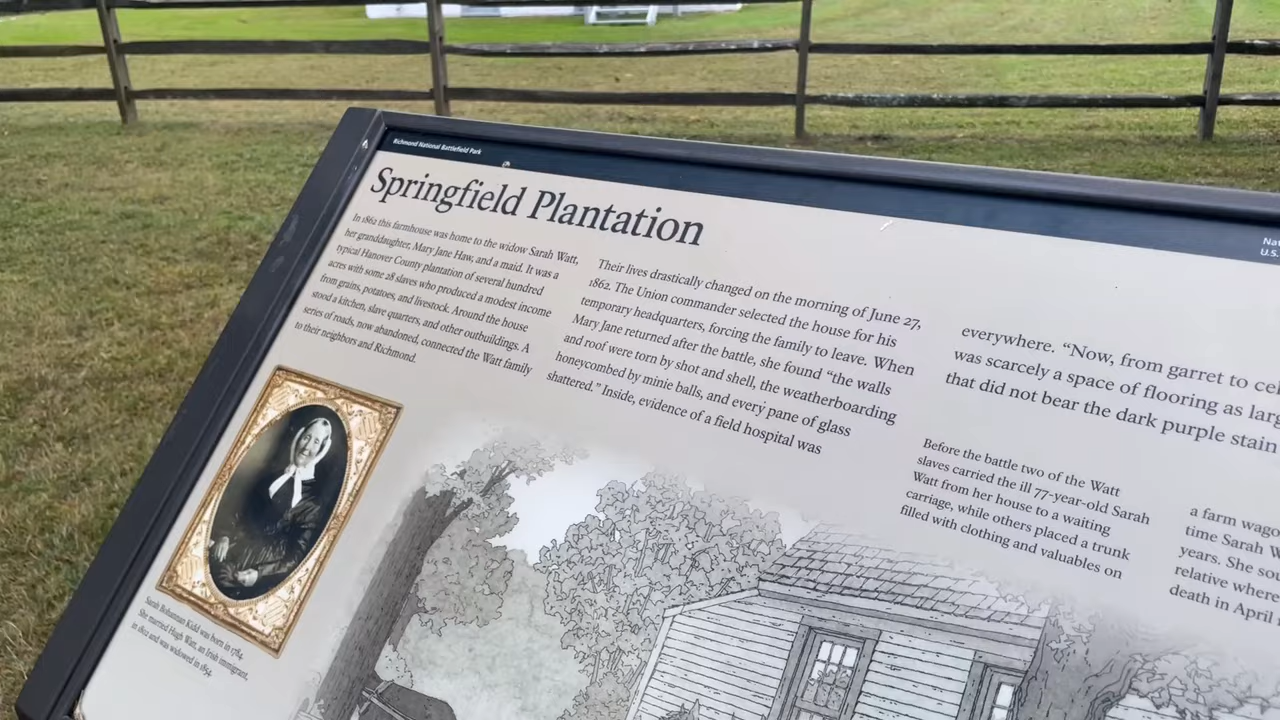 Richmond National Battlefield Park
Springfield Plantation
In 1862 this farmhouse was home to the widow Sarah Watt,
her granddaughter, Mary Jane Haw, and a maid. It was a
typical Hanover County plantation of several hundred
acres with some 28 slaves who produced a modest income
from grains, potatoes, and livestock. Around the house
stood a kitchen, slave quarters, and other outbuildings. A
series of roads, now abandoned, connected the Watt family
to their neighbors and Richmond.
Their lives drastically changed on the morning of June 27,
1862. The Union commander selected the house for his
temporary headquarters, forcing the family to leave. When
Mary Jane returned after the battle, she found “the walls
and roof were torn by shot and shell, the weatherboarding
honeycombed by minie balls, and every pane of glass
shattered.” Inside, evidence of a field hospital was
everywhere. “Now, from garret to
was scarcely a space of flooring as
that did not bear the dark purple stain
Before the battle two of the Watt
slaves carried the ill 77-year-old Sarah
Watt from her house to a waiting
carriage, while others placed a trunk
filled with clothing and valuables on
a farm
time Sarah
years. She
relative where
death in April
Sarah Bohannan Kidd was born in 1784.
She married Hugh Watt, an Irish immigrant,
in 1812 and was widowed in 1854.
U.S.